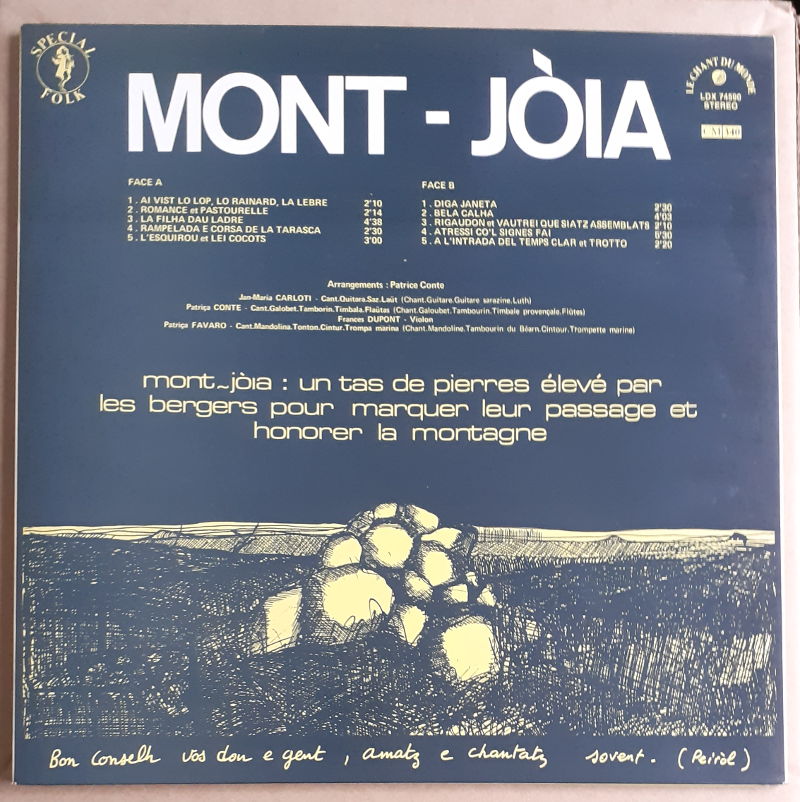 SPECIAL
FOLK
MONT - JÒIA
LE CHANT DU MONDE
LDX 74590
STEREO
CM 340
FACE A
1 . AI VIST LO LOP, LO RAINARD, LA LEBRE 2'10
2 . ROMANCE et PASTOURELLE 2'14
3 . LA FILHA DAU LADRE 4'38
4 . RAMPELADA E CORSA DE LA TARASCA 2'30
5 . L'ESQUIROU et LEI COCOTS 3'00
FACE B
1 . DIGA JANETA 2'30
2 . BELA CALHA 4'03
3 . RIGAUDON et VAUTREI QUE SIATZ ASSEMBLATS 2'10
4 . ATRESSI CO'L SIGNES FAI 5'30
5 . A L'INTRADA DEL TEMPS CLAR et TROTTO 2'20
Arrangements : Patrice Conte
Jan-Maria CARLOTI - Cant.Quitara.Saz.Laüt (Chant.Guitare.Guitare sarazine.Luth)
Patriça CONTE - Cant.Galobet.Tamborin.Timbala.Flaütas (Chant.Galoubet.Tambourin.Timbale provençale.Flûtes)
Frances DUPONT - Violon
Patriça FAVARO - Cant.Mandolina.Tonton.Cintur.Trompa marina (Chant.Mandoline.Tambourin du Béarn.Cintour.Trompette marine)
mont~jòia : un tas de pierres élevé par
les bergers pour marquer leur passage et
honorer la montagne
Bon Conselh vos don e gent , amatz e chantatz sovent . (Peiròl)